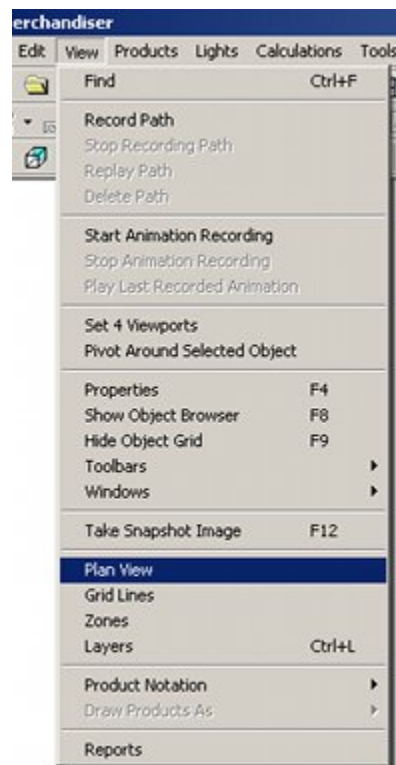 erchandiser
Edit View Products Lights Calculations Tools
Find Ctrl+F
Record Path
Stop Recording Path
Replay Path
Delete Path
Start Animation Recording
Stop Animation Recording
Play Last Recorded Animation
Set 4 Viewports
Pivot Around Selected Object
Properties F4
Show Object Browser F8
Hide Object Grid F9
Toolbars
Windows
Take Snapshot Image F12
Plan View
Grid Lines
Zones
Layers Ctrl+L
Product Notation
Draw Products As
Reports